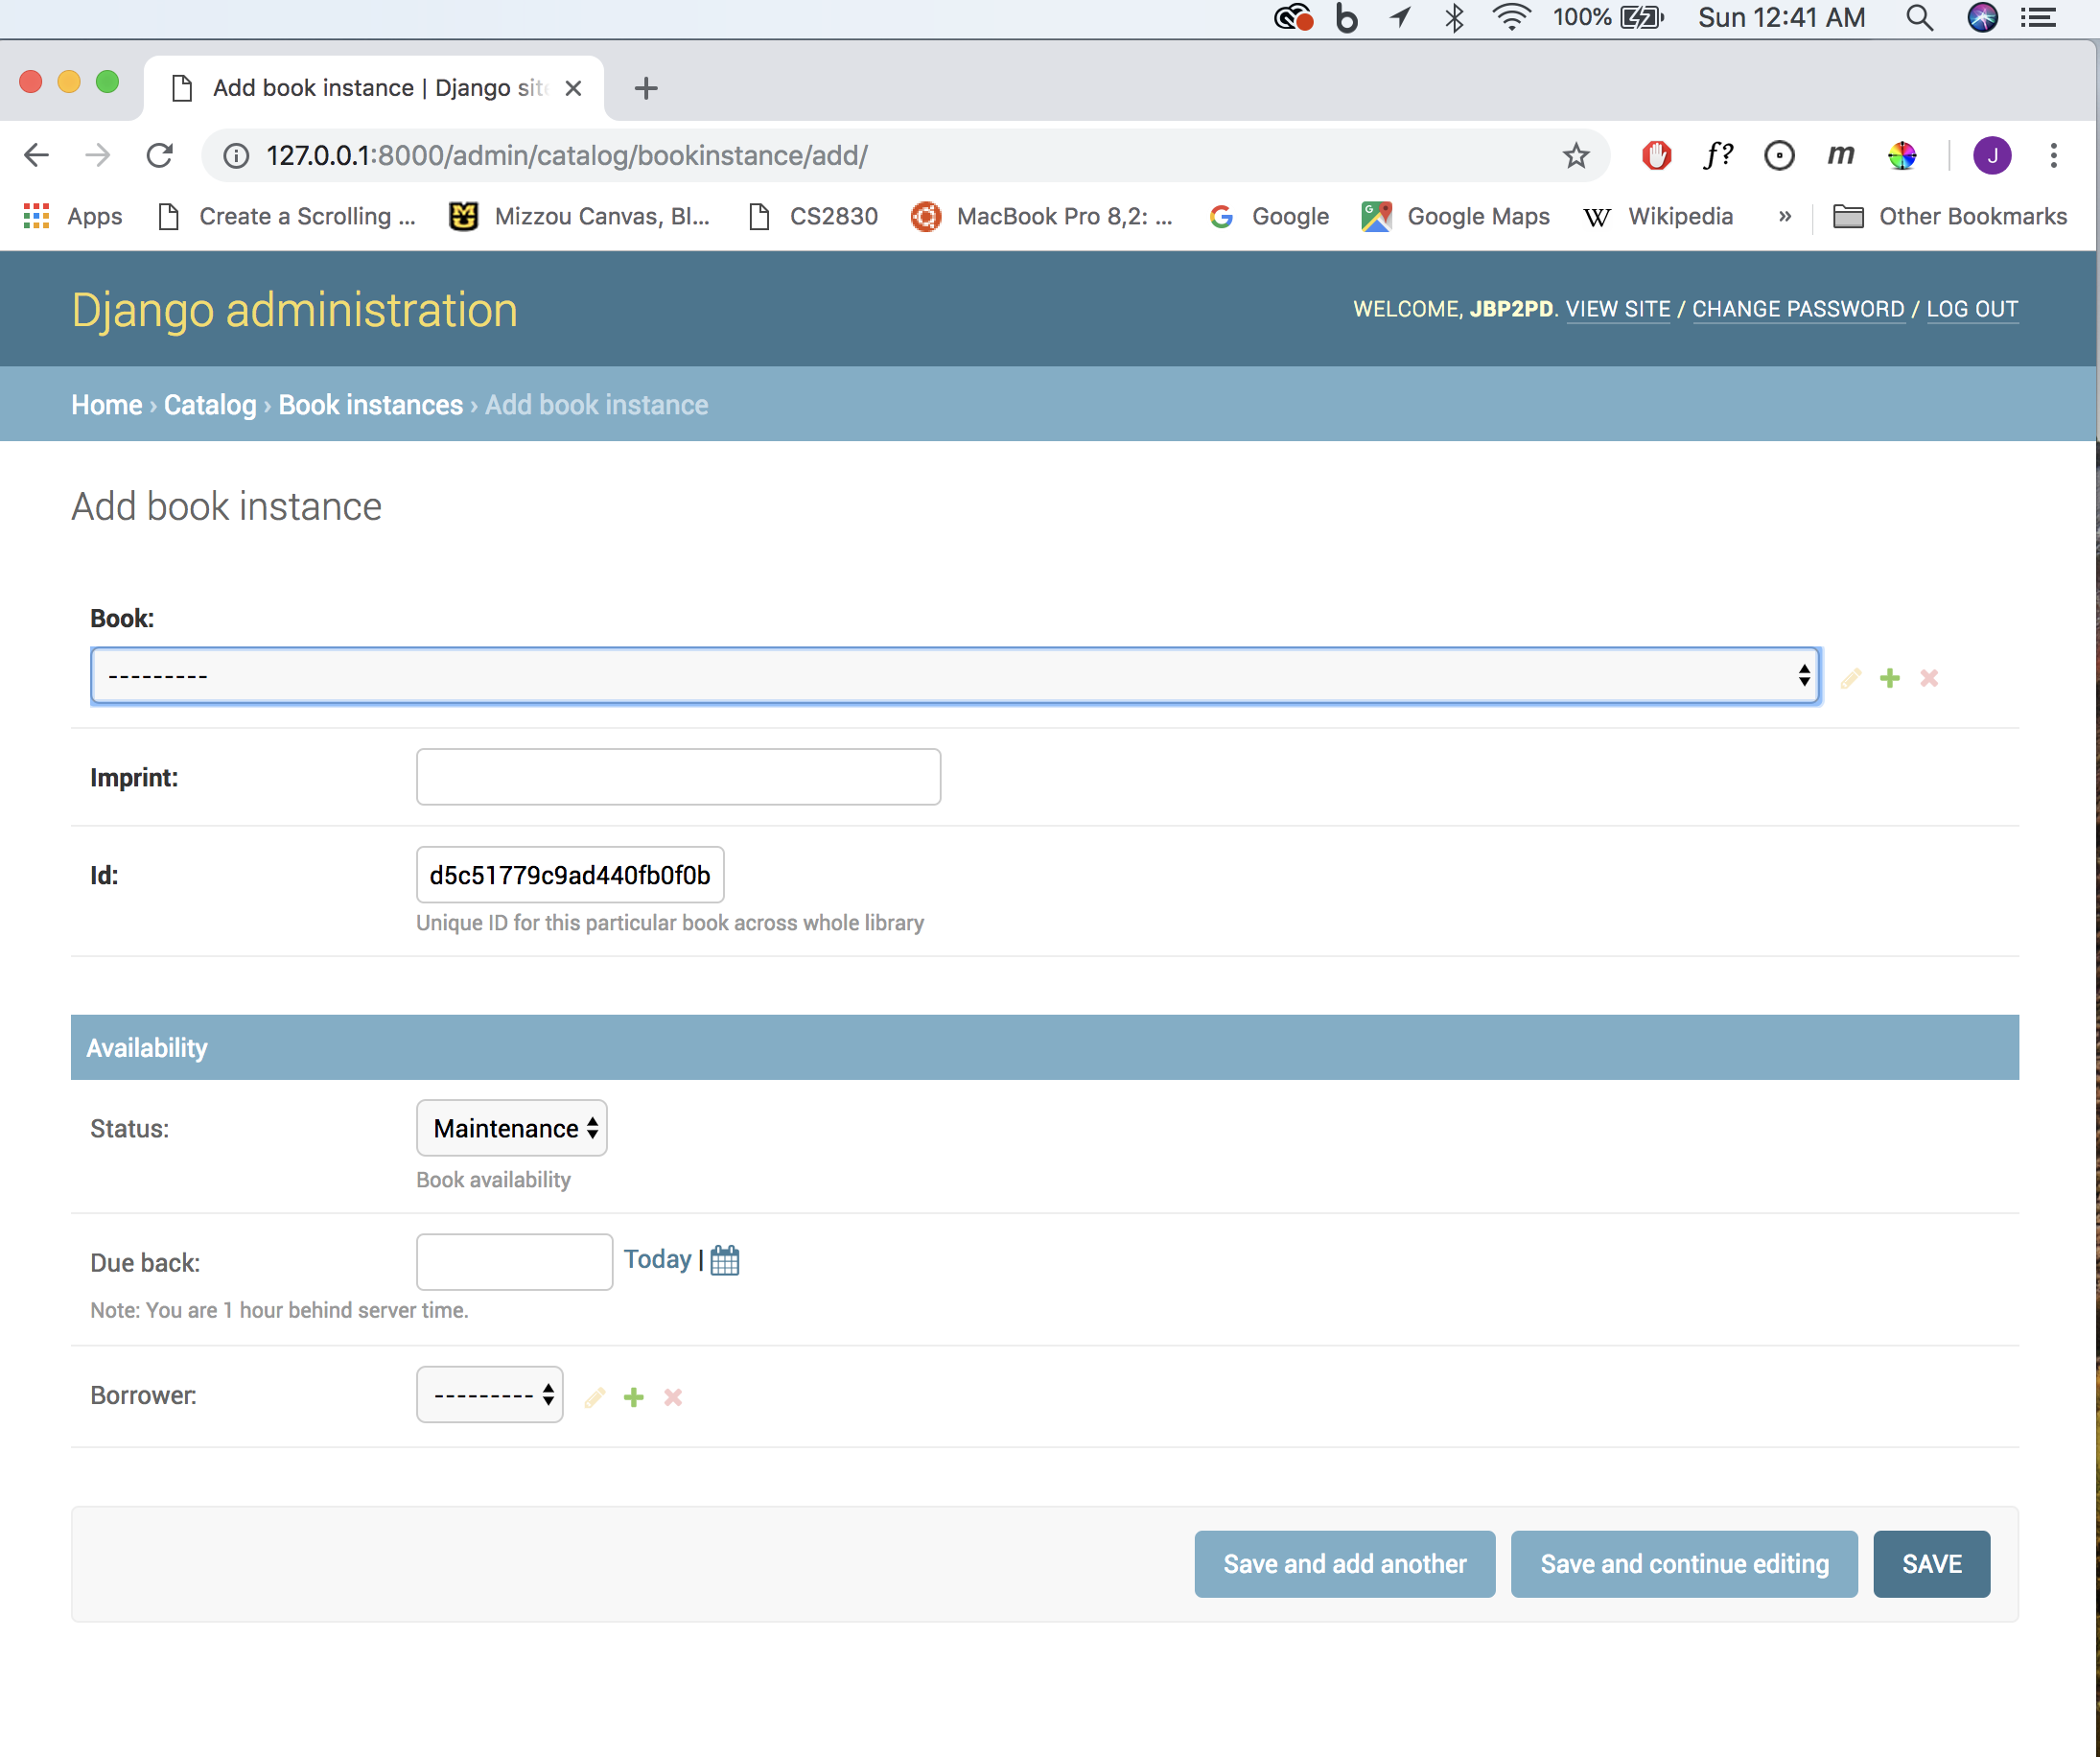 100% Sun 12:41 AM
Add book instance | Django site
127.0.0.1:8000/admin/catalog/bookinstance/add/
f?
m
J
Apps Create a Scrolling ... Mizzou Canvas, Bl... CS2830 MacBook Pro 8,2: ... G Google Google Maps W Wikipedia » Other Bookmarks
Django administration
WELCOME, JBP2PD. VIEW SITE / CHANGE PASSWORD / LOG OUT
Home › Catalog › Book instances › Add book instance
Add book instance
Book:
---------
Imprint:
Id: d5c51779c9ad440fb0f0b
Unique ID for this particular book across whole library
Availability
Status: Maintenance
Book availability
Due back: Today |
Note: You are 1 hour behind server time.
Borrower: ---------
Save and add another Save and continue editing SAVE